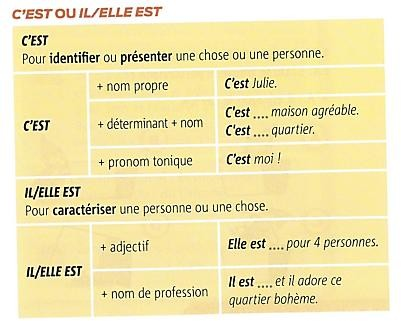 C'EST OU IL/ELLE EST
C'EST
Pour identifier ou présenter une chose ou une personne.
C'EST
+ nom propre
C'est Julie.
+ déterminant + nom
C'est .... maison agréable.
C'est .... quartier.
+ pronom tonique
C'est moi !
IL/ELLE EST
Pour caractériser une personne ou une chose.
IL/ELLE EST
+ adjectif
Elle est .... pour 4 personnes.
+ nom de profession
Il est .... et il adore ce
quartier bohème.